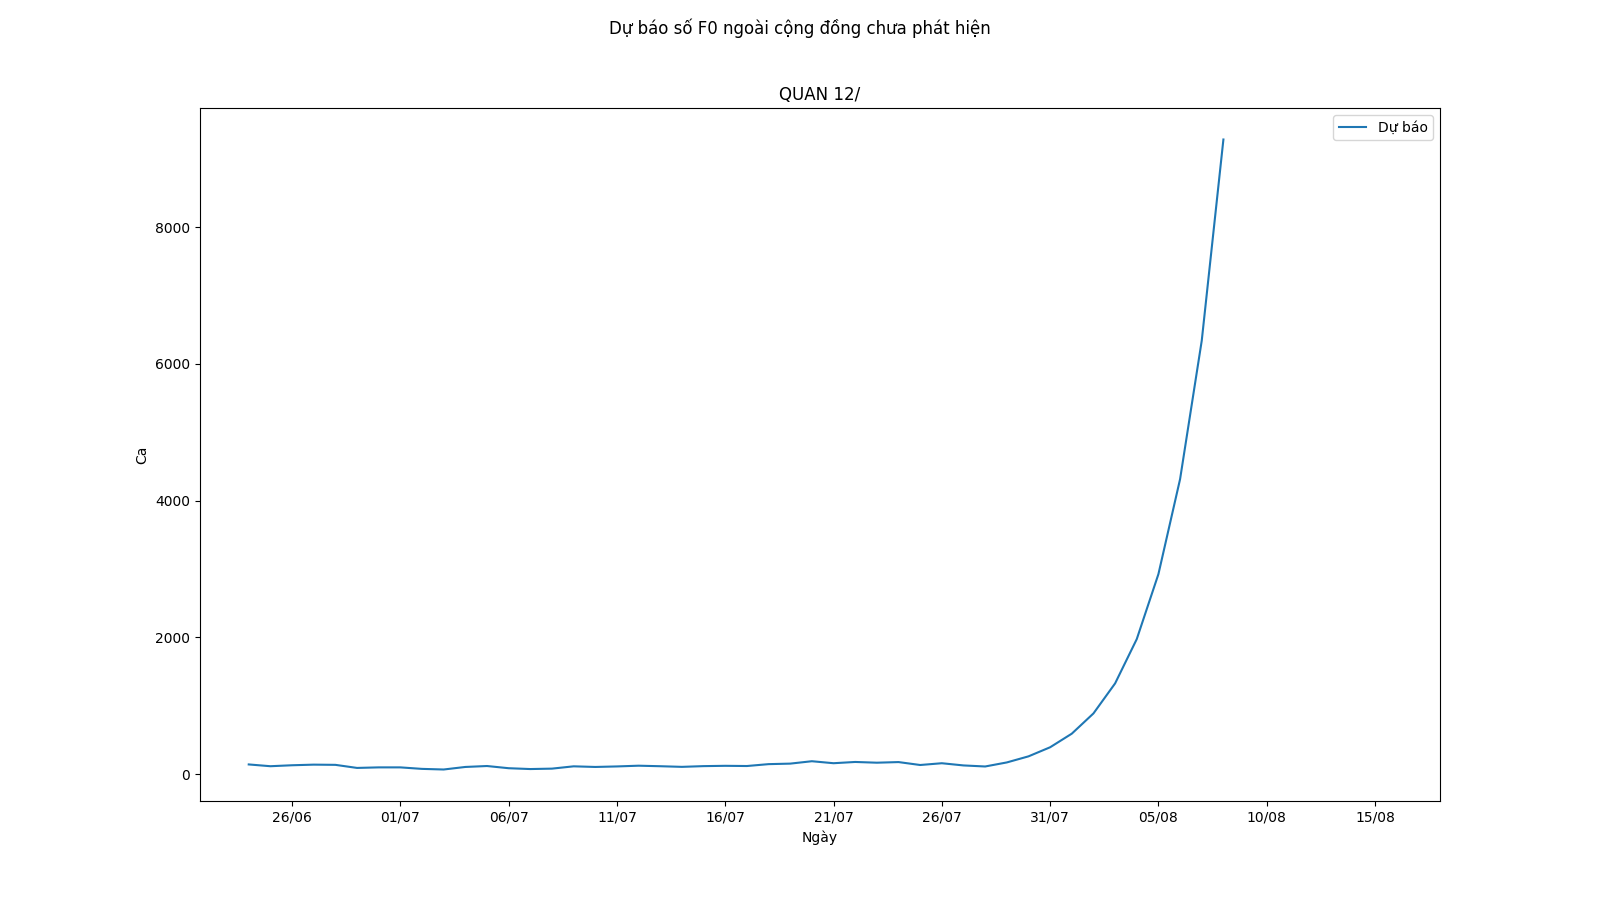 Dự báo số F0 ngoài cộng đồng chưa phát hiện
QUAN 12/
Dự báo
8000
6000
4000
2000
0
Ca
26/06 01/07 06/07 11/07 16/07 21/07 26/07 31/07 05/08 10/08 15/08
Ngày